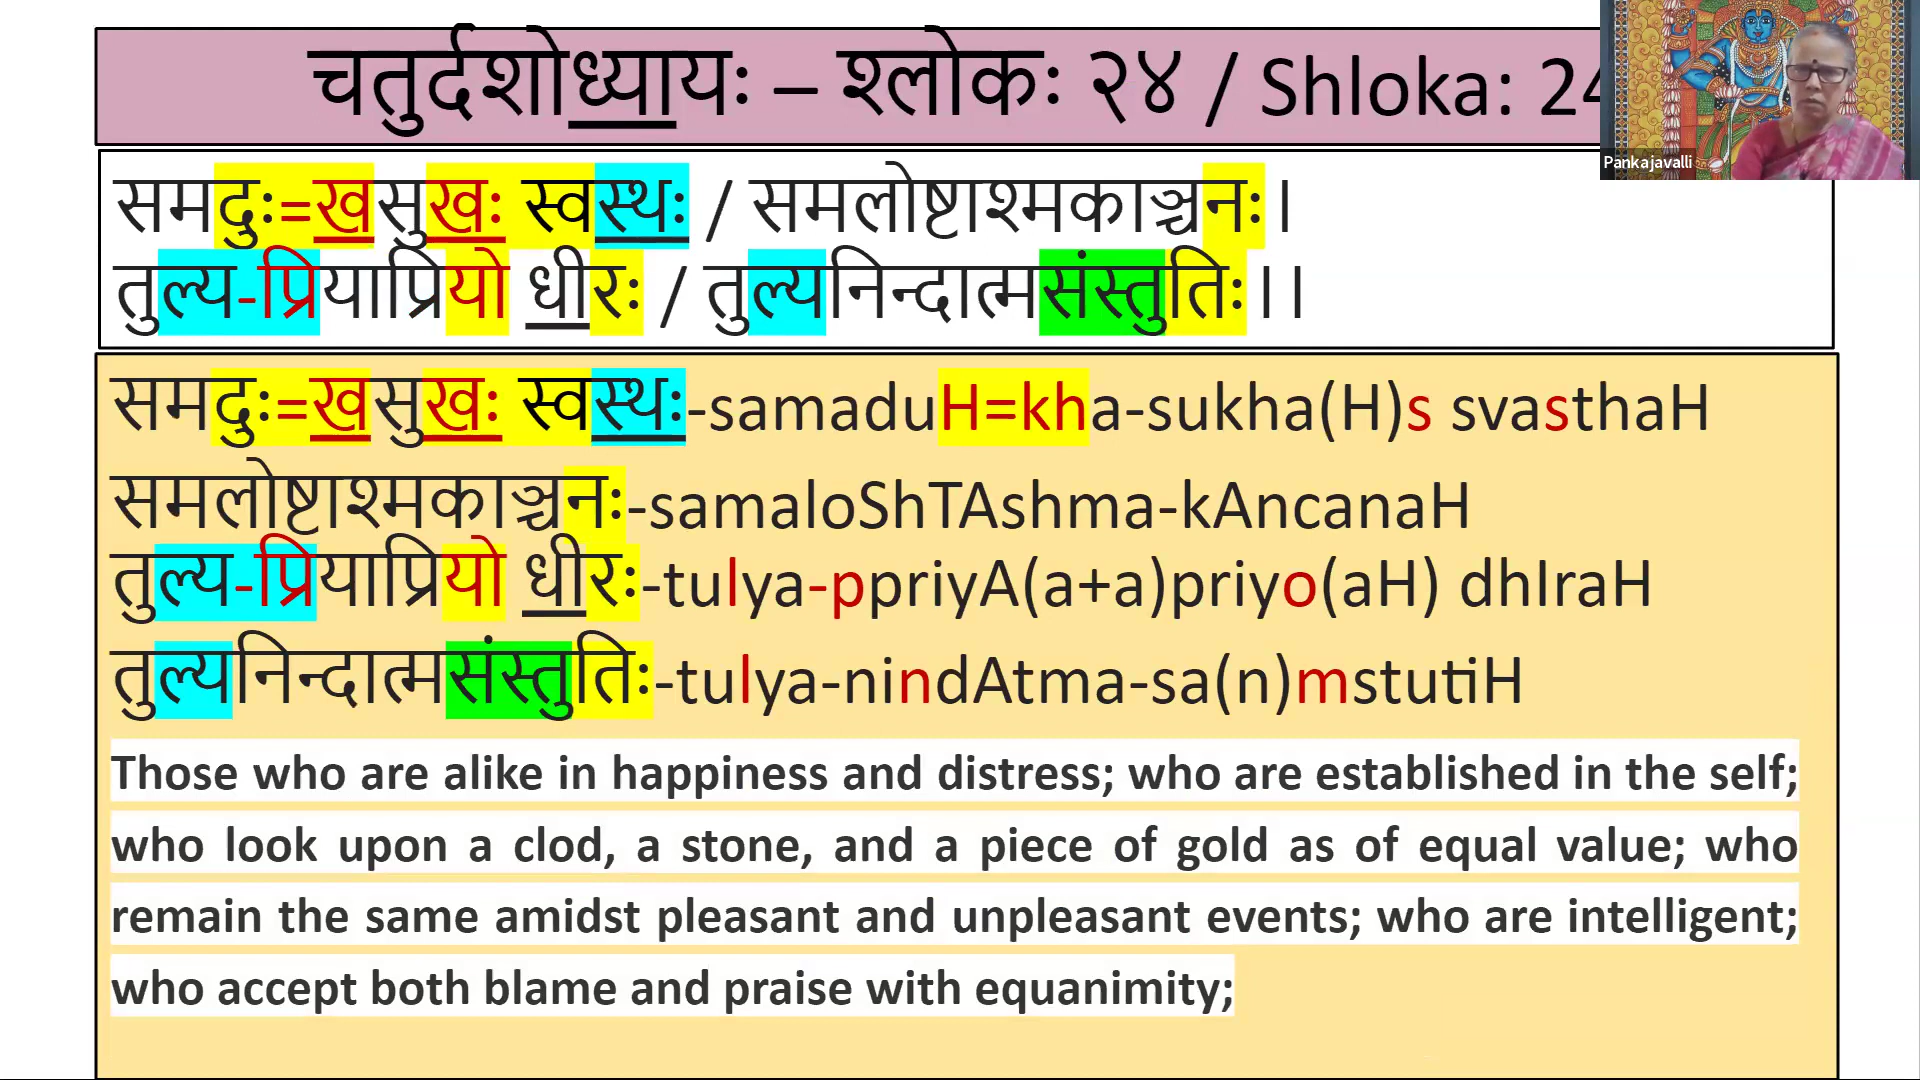 चतुर्दशोध्यायः – श्लोकः २४ / Shloka: 24
Pankajavalli
समदुः=खसुखः स्वस्थः / समलोष्टाश्मकाञ्चनः।
तुल्य-प्रियाप्रियो धीरः / तुल्यनिन्दात्मसंस्तुतिः।।
समदुः=खसुखः स्वस्थः-samaduH=kha-sukha(H)s svasthaH
समलोष्टाश्मकाञ्चनः-samaloShTAshma-kAncanaH
तुल्य-प्रियाप्रियो धीरः-tulya-ppriyA(a+a)priyo(aH) dhIraH
तुल्यनिन्दात्मसंस्तुतिः-tulya-nindAtma-sa(n)mstutiH
Those who are alike in happiness and distress; who are established in the self;
who look upon a clod, a stone, and a piece of gold as of equal value; who
remain the same amidst pleasant and unpleasant events; who are intelligent;
who accept both blame and praise with equanimity;